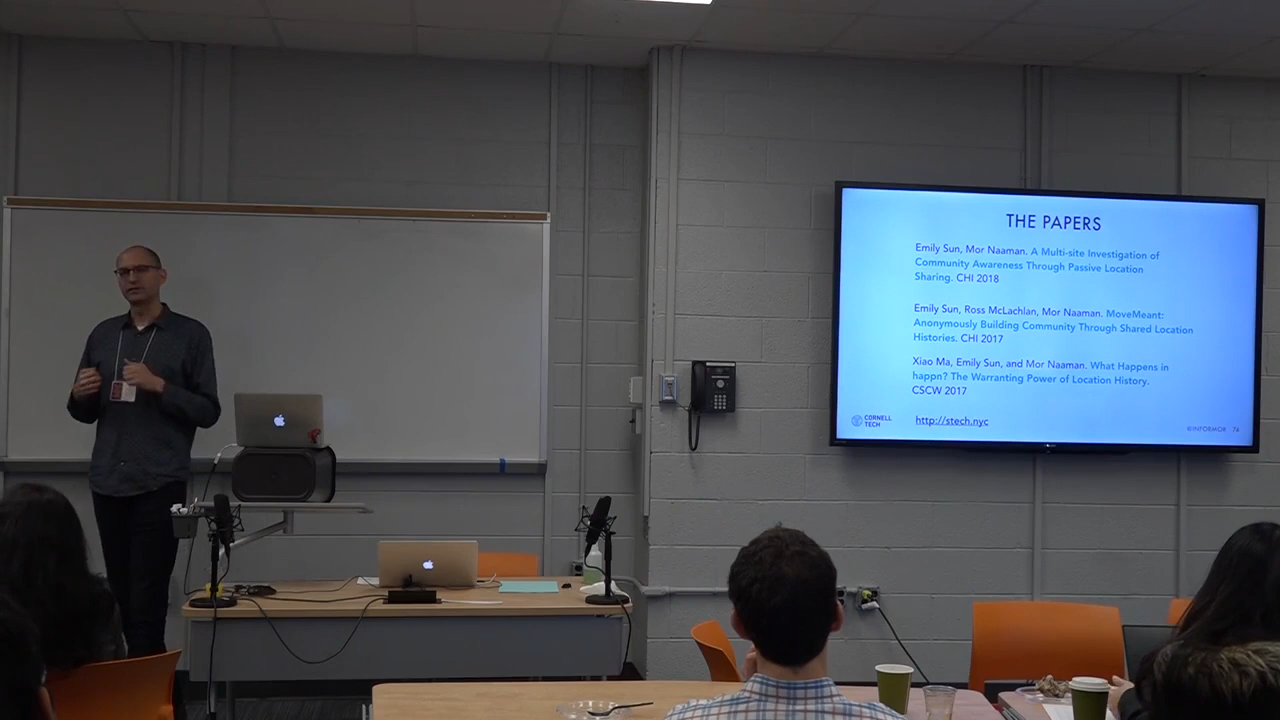 THE PAPERS
Emily Sun, Mor Naaman. A Multi-site Investigation of
Community Awareness Through Passive Location
Sharing. CHI 2018
Emily Sun, Ross McLachlan, Mor Naaman. MoveMeant:
Anonymously Building Community Through Shared Location
Histories. CHI 2017
Xiao Ma, Emily Sun, and Mor Naaman. What Happens in
happn? The Warranting Power of Location History.
CSCW 2017
CORNELL
TECH
http://stech.nyc
@INFORMOR 76